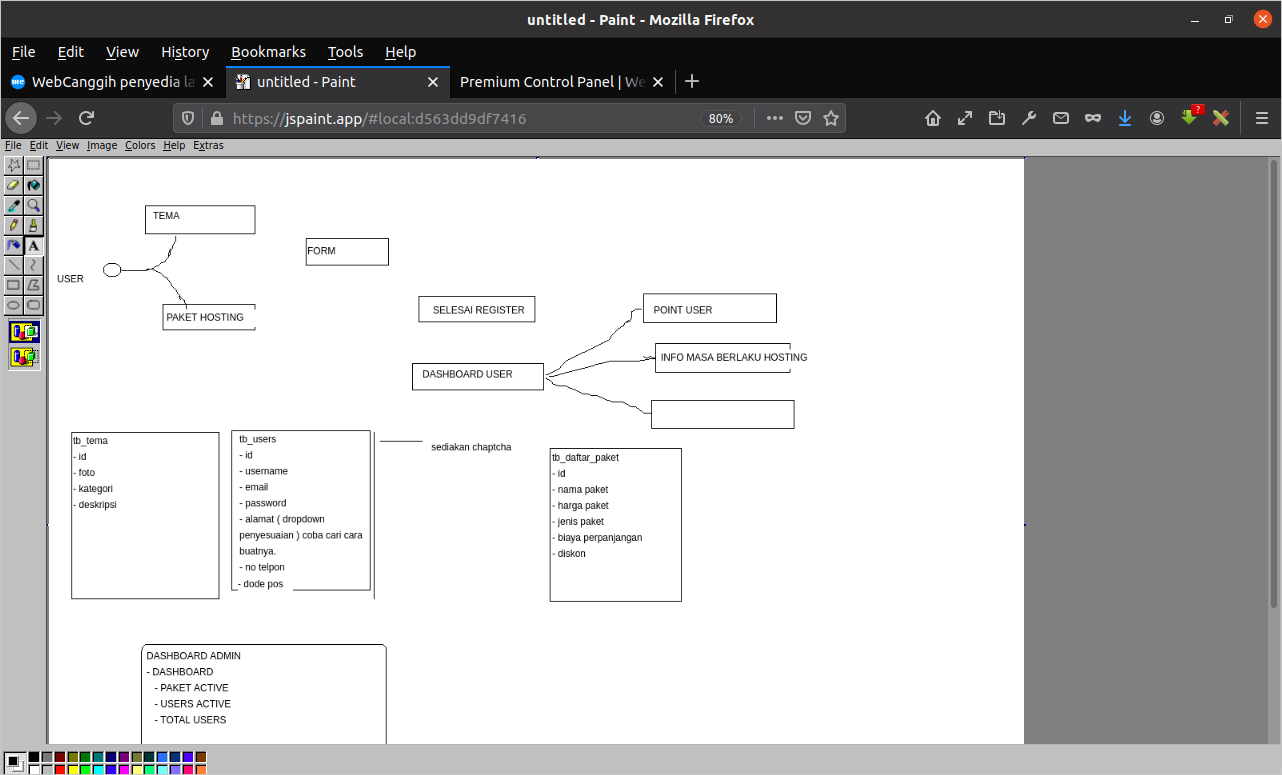 untitled - Paint - Mozilla Firefox
File Edit View History Bookmarks Tools Help
WebCanggih penyedia la
untitled - Paint
Premium Control Panel | We
https://jspaint.app/#local:d563dd9df7416
80%
?
File Edit View Image Colors Help Extras
A
TEMA
FORM
USER
PAKET HOSTING
SELESAI REGISTER
POINT USER
INFO MASA BERLAKU HOSTING
DASHBOARD USER
tb_tema
- id
- foto
- kategori
- deskripsi
tb_users
- id
- username
- email
- password
- alamat ( dropdown
penyesuaian ) coba cari cara
buatnya.
- no telpon
- dode pos
sediakan chaptcha
tb_daftar_paket
- id
- nama paket
- harga paket
- jenis paket
- biaya perpanjangan
- diskon
DASHBOARD ADMIN
- DASHBOARD
- PAKET ACTIVE
- USERS ACTIVE
- TOTAL USERS